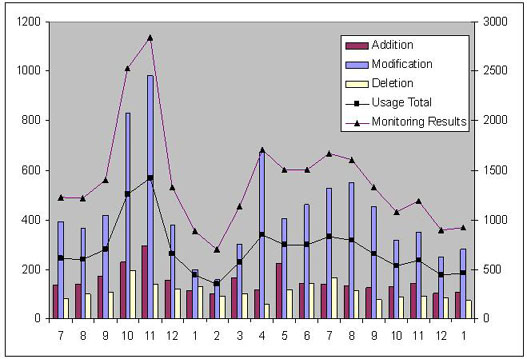 1200
1000
800
600
400
200
0
3000
2500
2000
1500
1000
500
0
Addition
Modification
Deletion
Usage Total
Monitoring Results
7 8 9 10 11 12 1 2 3 4 5 6 7 8 9 10 11 12 1